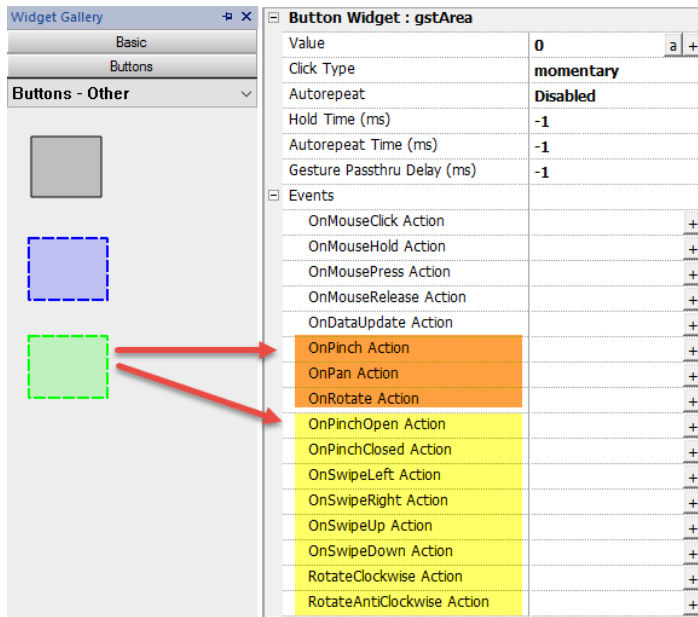 Widget Gallery
Basic
Buttons
Buttons - Other
Button Widget : gstArea
Value 0 a +
Click Type momentary
Autorepeat Disabled
Hold Time (ms) -1
Autorepeat Time (ms) -1
Gesture Passthru Delay (ms) -1
Events
OnMouseClick Action +
OnMouseHold Action +
OnMousePress Action +
OnMouseRelease Action +
OnDataUpdate Action +
OnPinch Action +
OnPan Action +
OnRotate Action +
OnPinchOpen Action +
OnPinchClosed Action +
OnSwipeLeft Action +
OnSwipeRight Action +
OnSwipeUp Action +
OnSwipeDown Action +
RotateClockwise Action +
RotateAntiClockwise Action +